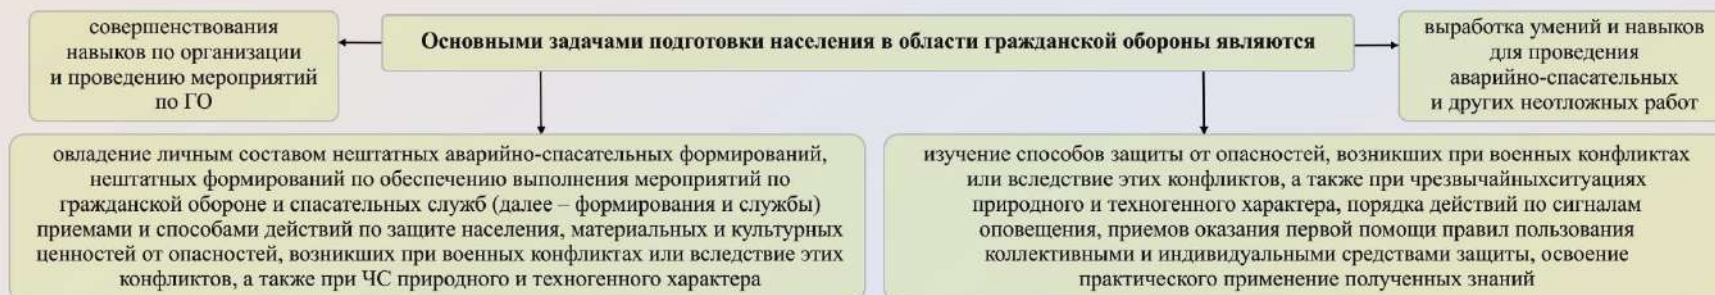 совершенствования
навыков по организации
и проведению мероприятий
по ГО
Основными задачами подготовки населения в области гражданской обороны являются
выработка умений и навыков
для проведения
аварийно-спасательных
и других неотложных работ
овладение личным составом нештатных аварийно-спасательных формирований,
нештатных формирований по обеспечению выполнения мероприятий по
гражданской обороне и спасательных служб (далее – формирования и службы)
приемами и способами действий по защите населения, материальных и культурных
ценностей от опасностей, возникших при военных конфликтах или вследствие этих
конфликтов, а также при ЧС природного и техногенного характера
изучение способов защиты от опасностей, возникших при военных конфликтах
или вследствие этих конфликтов, а также при чрезвычайныхситуациях
природного и техногенного характера, порядка действий по сигналам
оповещения, приемов оказания первой помощи правил пользования
коллективными и индивидуальными средствами защиты, освоение
практического применение полученных знаний